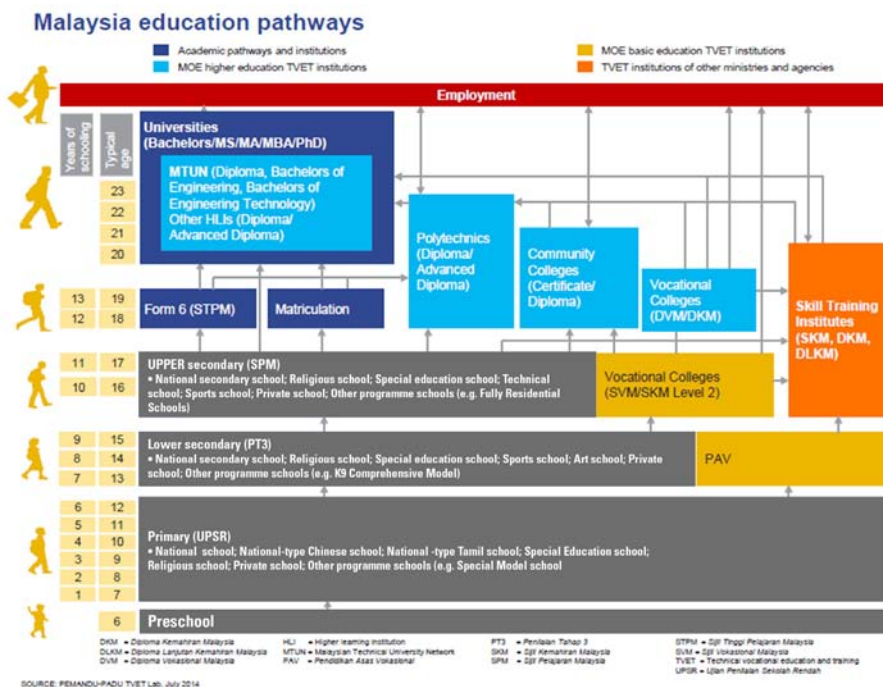 Malaysia education pathways
Academic pathways and institutions
MOE higher education TVET institutions
MOE basic education TVET institutions
TVET institutions of other ministries and agencies
Employment
Years of
schooling
Typical
age
Universities
(Bachelors/MS/MA/MBA/PhD)
MTUN (Diploma, Bachelors of
Engineering, Bachelors of
Engineering Technology)
Other HLIs (Diploma/
Advanced Diploma)
23
22
21
20
Polytechnics
(Diploma/
Advanced
Diploma)
Community
Colleges
(Certificate/
Diploma)
Vocational
Colleges
(DVM/DKM)
Skill Training
Institutes
(SKM, DKM,
DLKM)
13 19
12 18
Form 6 (STPM)
Matriculation
11 17
10 16
UPPER secondary (SPM)
• National secondary school; Religious school; Special education school; Technical
school; Sports school; Private school; Other programme schools (e.g. Fully Residential
Schools)
Vocational Colleges
(SVM/SKM Level 2)
9 15
8 14
7 13
Lower secondary (PT3)
• National secondary school; Religious school; Special education school; Sports school; Art school; Private
school; Other programme schools (e.g. K9 Comprehensive Model)
PAV
6 12
5 11
4 10
3 9
2 8
1 7
Primary (UPSR)
• National school; National-type Chinese school; National -type Tamil school; Special Education school;
Religious school; Private school; Other programme schools (e.g. Special Model school
6
Preschool
DKM = Diploma Kemahiran Malaysia
DLKM = Diploma Lanjutan Kemahiran Malaysia
DVM = Diploma Vokasional Malaysia
HLI = Higher learning institution
MTUN = Malaysian Technical University Network
PAV = Pendidikan Asas Vokasional
PT3 = Penilaian Tahap 3
SKM = Sijil Kemahiran Malaysia
SPM = Sijil Pelajaran Malaysia
STPM = Sijil Tinggi Pelajaran Malaysia
SVM = Sijil Vokasional Malaysia
TVET = Technical vocational education and training
UPSR = Ujian Penilaian Sekolah Rendah
SOURCE: PEMANDU-PADU TVET Lab, July 2014